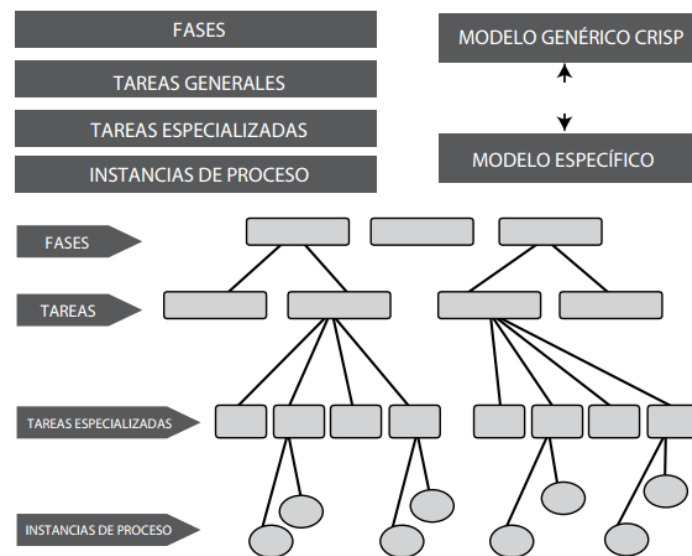 FASES
TAREAS GENERALES
TAREAS ESPECIALIZADAS
INSTANCIAS DE PROCESO
MODELO GENÉRICO CRISP
MODELO ESPECÍFICO
FASES
TAREAS
TAREAS ESPECIALIZADAS
INSTANCIAS DE PROCESO